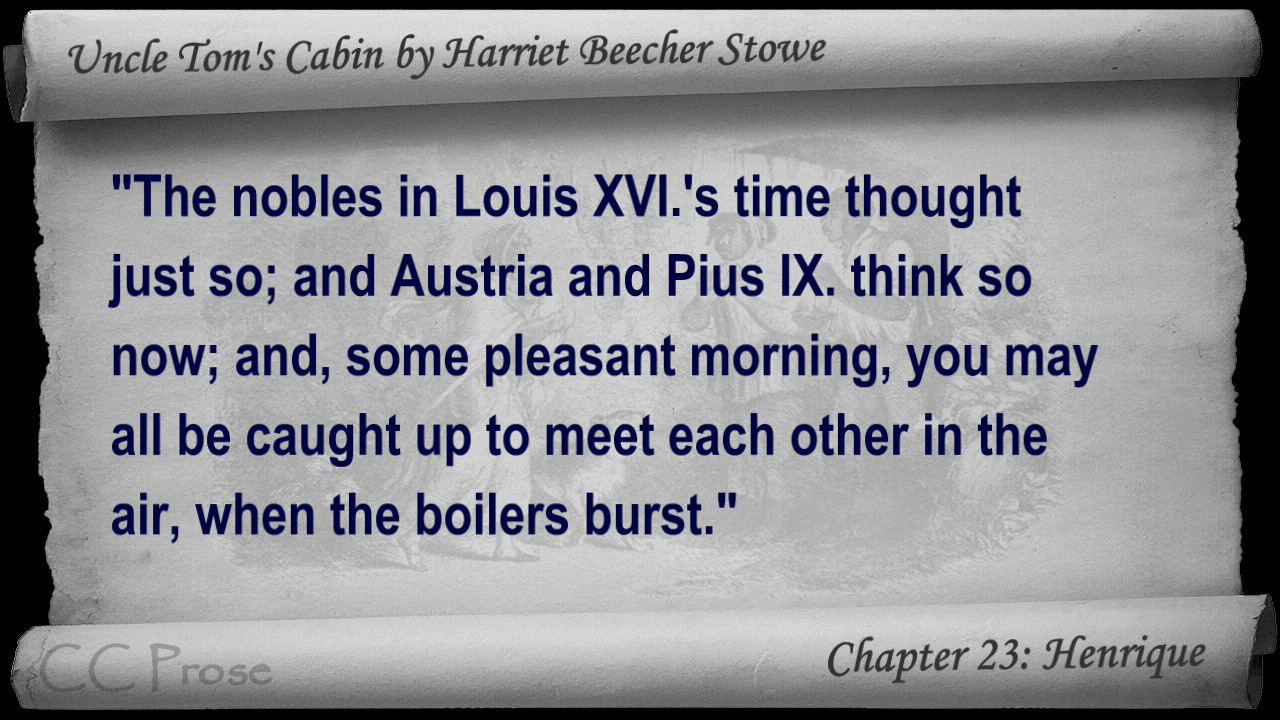 Uncle Tom's Cabin by Harriet Beecher Stowe
"The nobles in Louis XVI.'s time thought
just so; and Austria and Pius IX. think so
now; and, some pleasant morning, you may
all be caught up to meet each other in the
air, when the boilers burst."
CC Prose
Chapter 23: Henrique